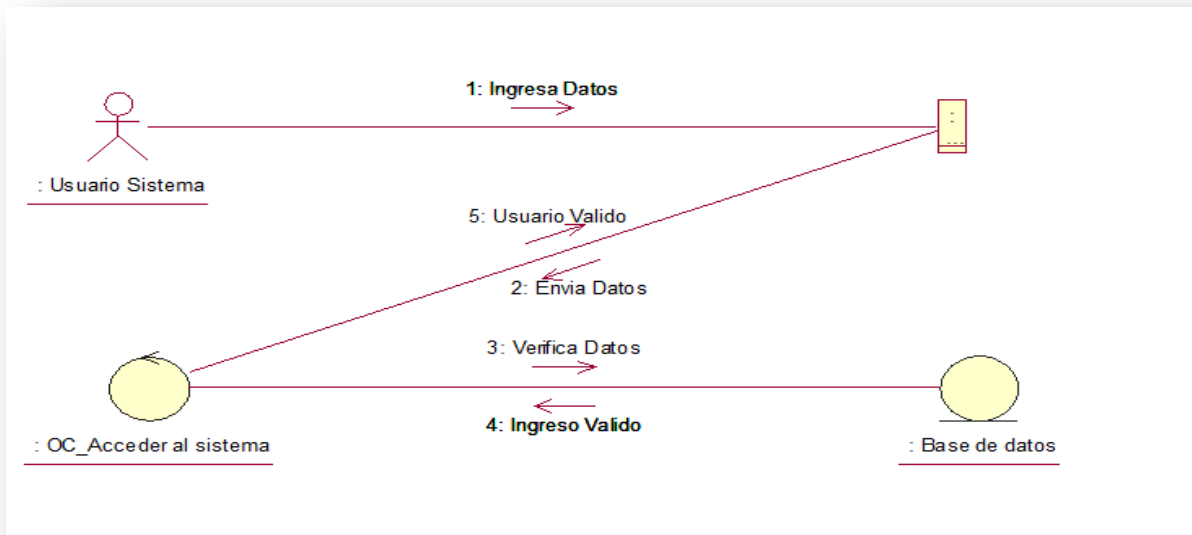 1: Ingresa Datos
: Usuario Sistema
5: Usuario Valido
2: Envia Datos
3: Verifica Datos
4: Ingreso Valido
: OC_Acceder al sistema
: Base de datos